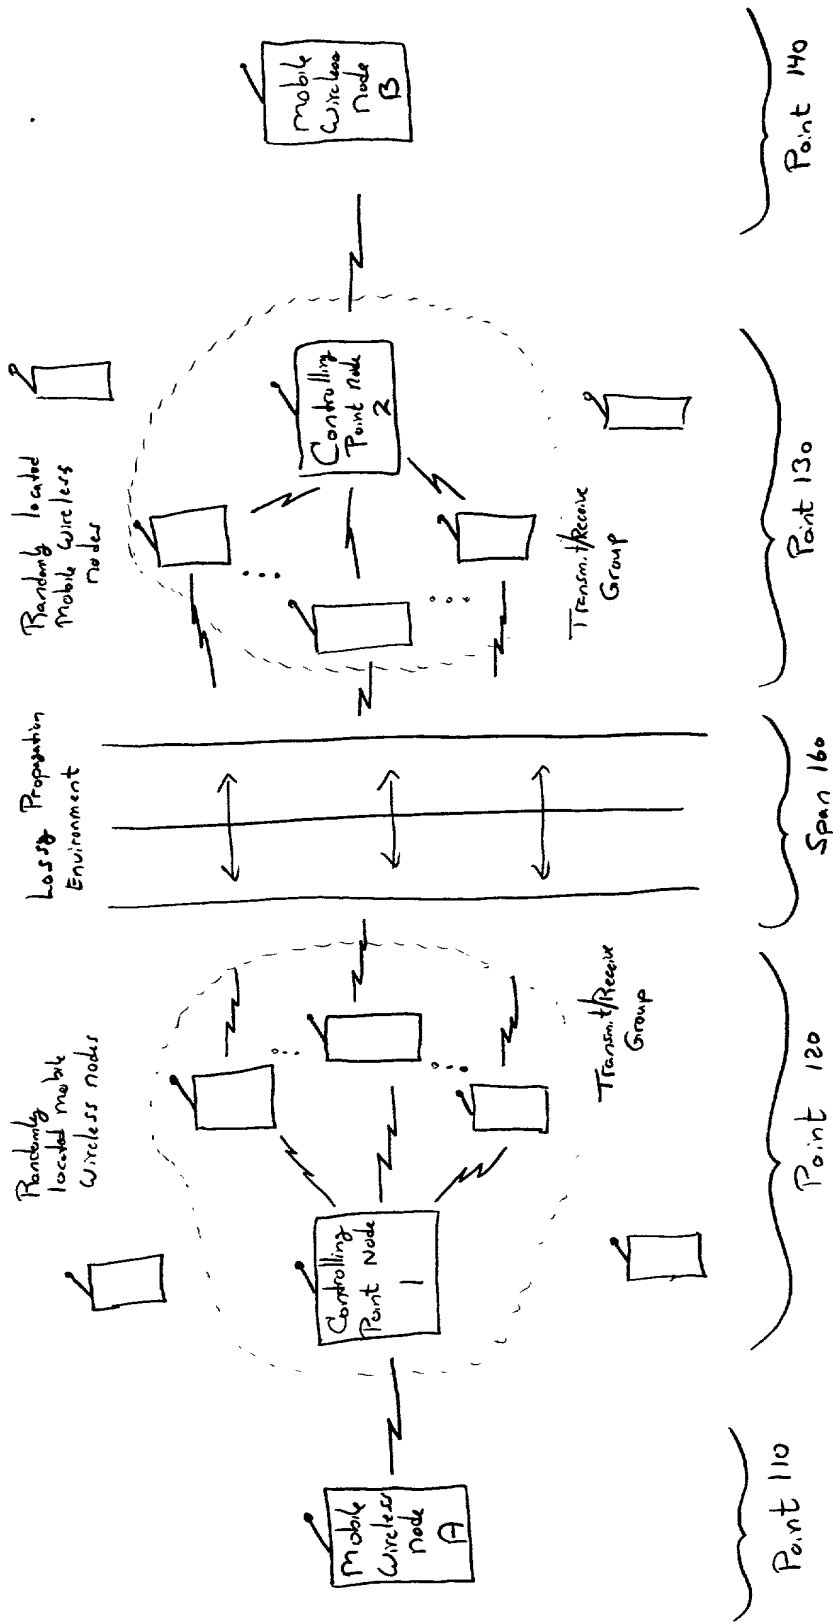 Randomly
located mobile
wireless nodes
Lossy Propagation
Environment
Randomly located
Mobile Wireless
nodes
Mobile
Wireless
node
A
Controlling
Point Node
1
Controlling
Point Node
2
Mobile
Wireless
node
B
Transmit/Receive
Group
Transmit/Receive
Group
Point 110
Point 120
Span 160
Point 130
Point 140